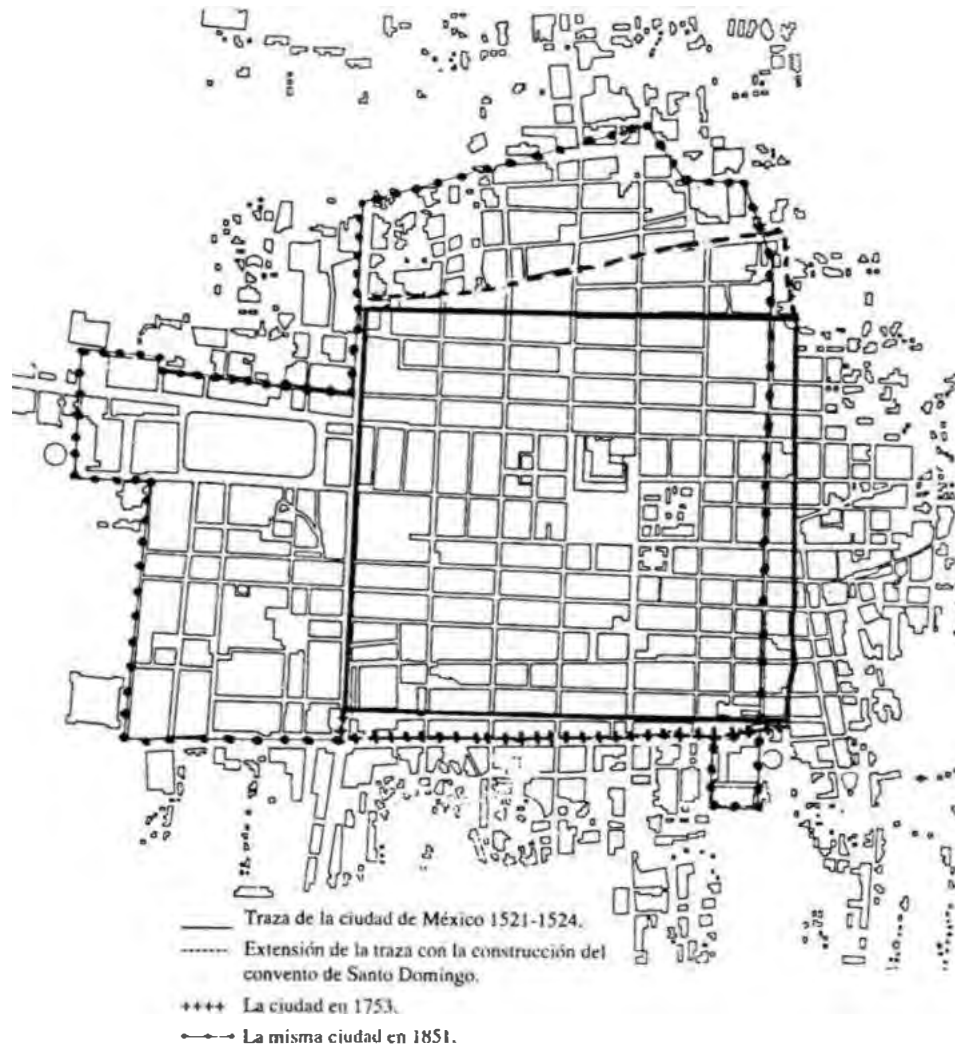 Traza de la ciudad de México 1521-1524.
Extensión de la traza con la construcción del
convento de Santo Domingo.
La ciudad en 1753.
La misma ciudad en 1851.